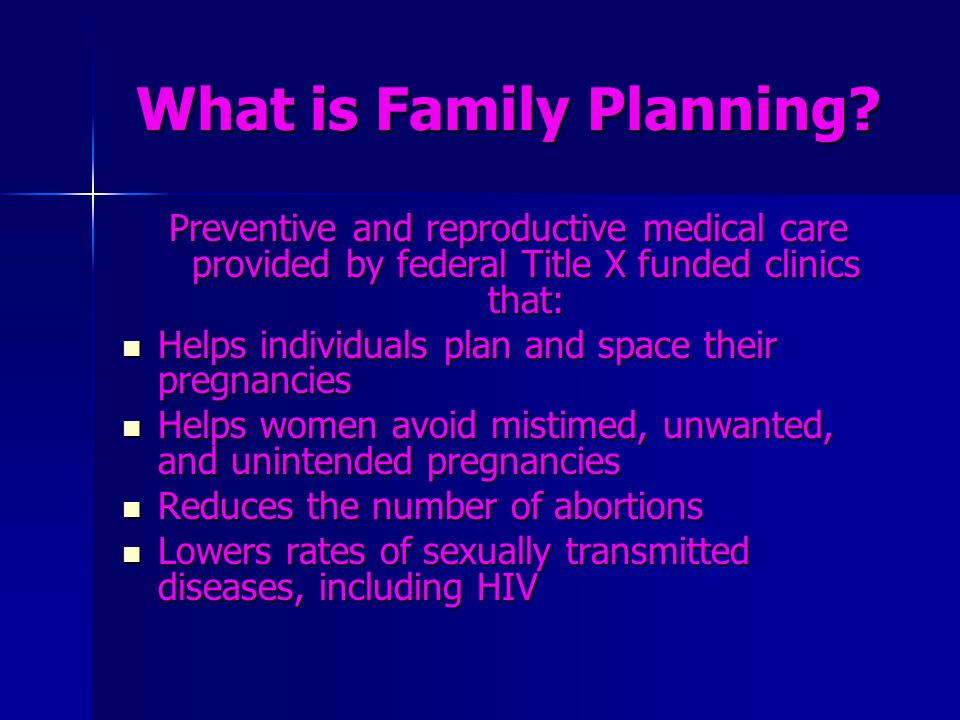 What is Family Planning?
Preventive and reproductive medical care
provided by federal Title X funded clinics
that:
Helps individuals plan and space their
pregnancies
Helps women avoid mistimed, unwanted,
and unintended pregnancies
Reduces the number of abortions
Lowers rates of sexually transmitted
diseases, including HIV